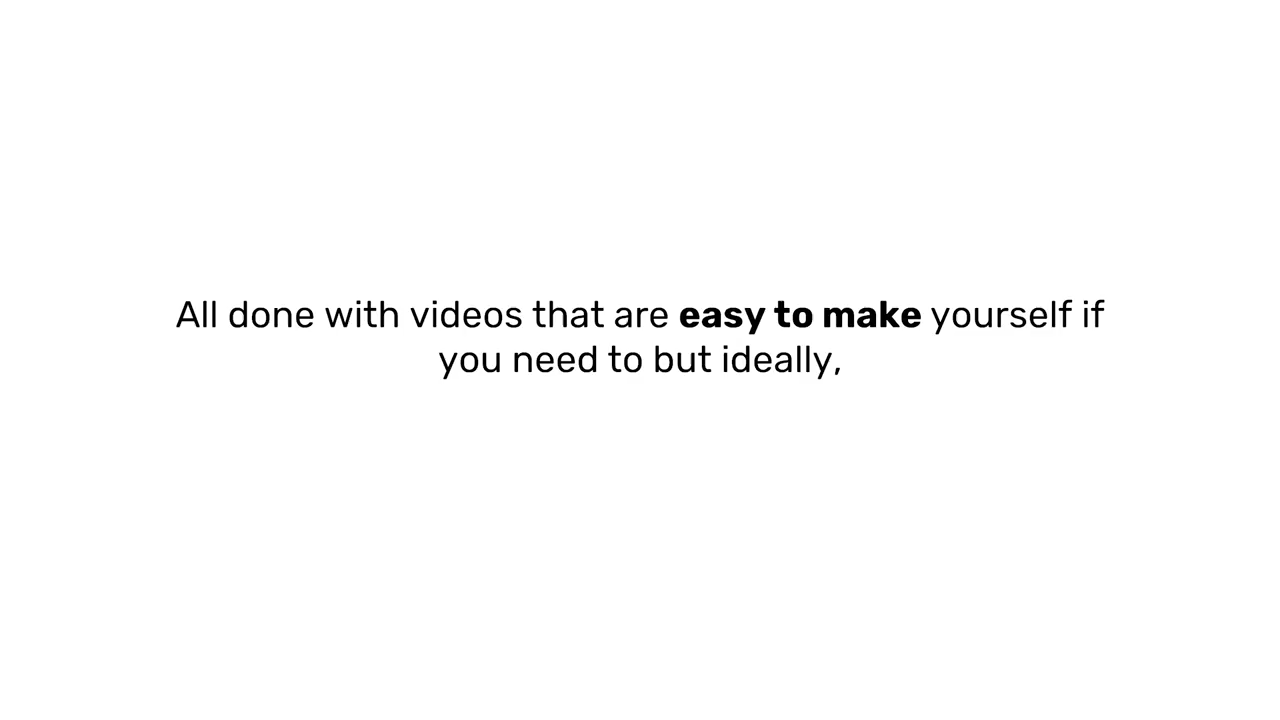 All done with videos that are easy to make yourself if
you need to but ideally,